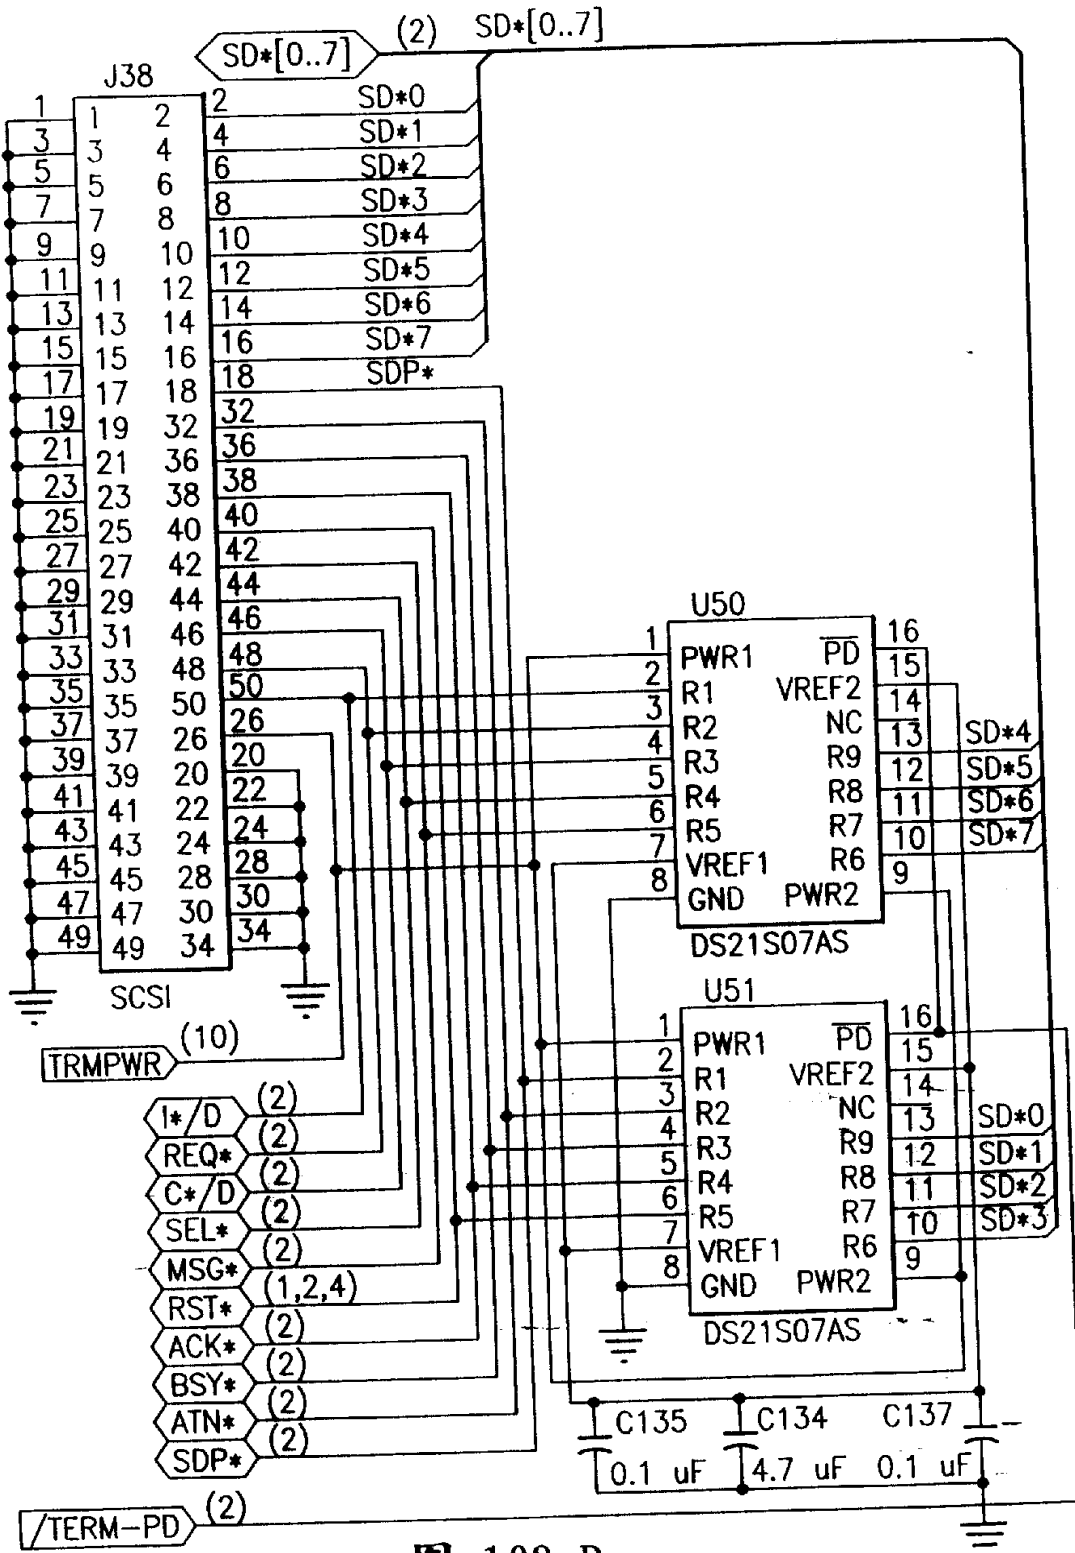 SD*[0..7] (2) SD*[0..7]
J38
1 1 2 2 SD*0
3 3 4 4 SD*1
5 5 6 6 SD*2
7 7 8 8 SD*3
9 9 10 10 SD*4
11 11 12 12 SD*5
13 13 14 14 SD*6
15 15 16 16 SD*7
17 17 18 18 SDP*
19 19 32 32
21 21 36 36
23 23 38 38
25 25 40 40
27 27 42 42
29 29 44 44
31 31 46 46
33 33 48 48
35 35 50 50
37 37 26 26
39 39 20 20
41 41 22 22
43 43 24 24
45 45 28 28
47 47 30 30
49 49 34 34
SCSI
U50
1 PWR1 PD 16
2 R1 VREF2 15
3 R2 NC 14
4 R3 R9 13 SD*4
5 R4 R8 12 SD*5
6 R5 R7 11 SD*6
7 VREF1 R6 10 SD*7
8 GND PWR2 9
DS21S07AS
U51
1 PWR1 PD 16
2 R1 VREF2 15
3 R2 NC 14
4 R3 R9 13 SD*0
5 R4 R8 12 SD*1
6 R5 R7 11 SD*2
7 VREF1 R6 10 SD*3
8 GND PWR2 9
DS21S07AS
TRMPWR (10)
I*/D (2)
REQ* (2)
C*/D (2)
SEL* (2)
MSG* (2)
RST* (1,2,4)
ACK* (2)
BSY* (2)
ATN* (2)
SDP* (2)
C135 C134 C137
0.1 uF 4.7 uF 0.1 uF
/TERM-PD (2)